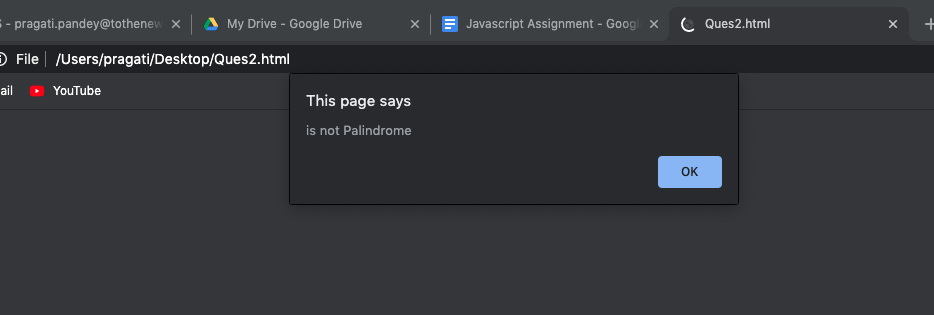 - pragati.pandey@tothenew
My Drive - Google Drive
Javascript Assignment - Googl
Ques2.html
File
/Users/pragati/Desktop/Ques2.html
ail
YouTube
This page says
is not Palindrome
OK